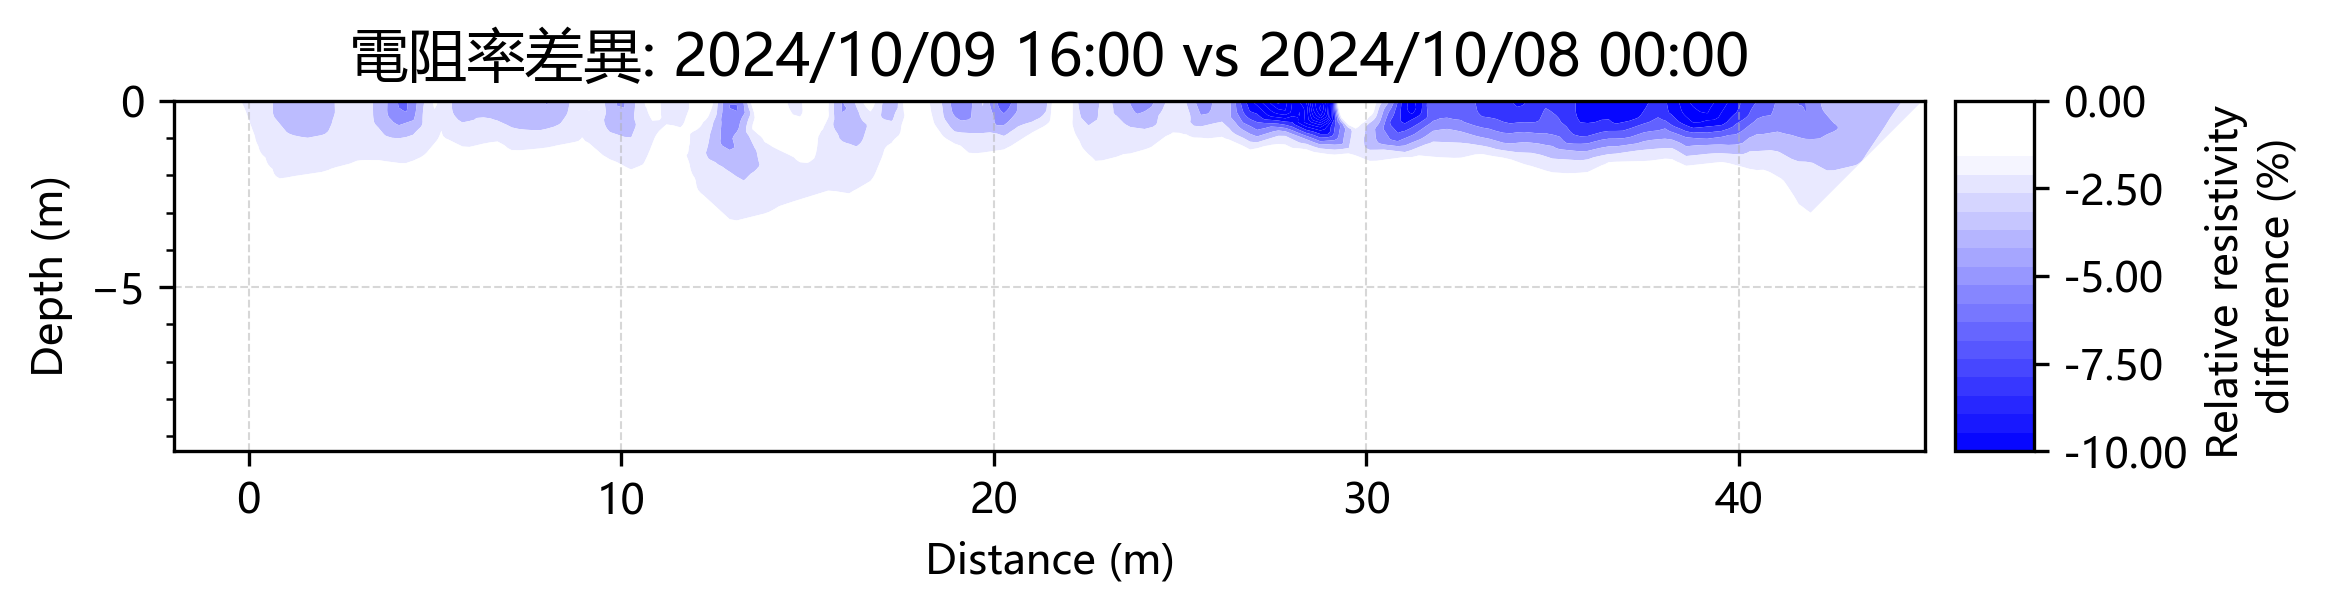 電阻率差異: 2024/10/09 16:00 vs 2024/10/08 00:00
0
−5
Depth (m)
0 10 20 30 40
Distance (m)
0.00
-2.50
-5.00
-7.50
-10.00
Relative resistivity
difference (%)